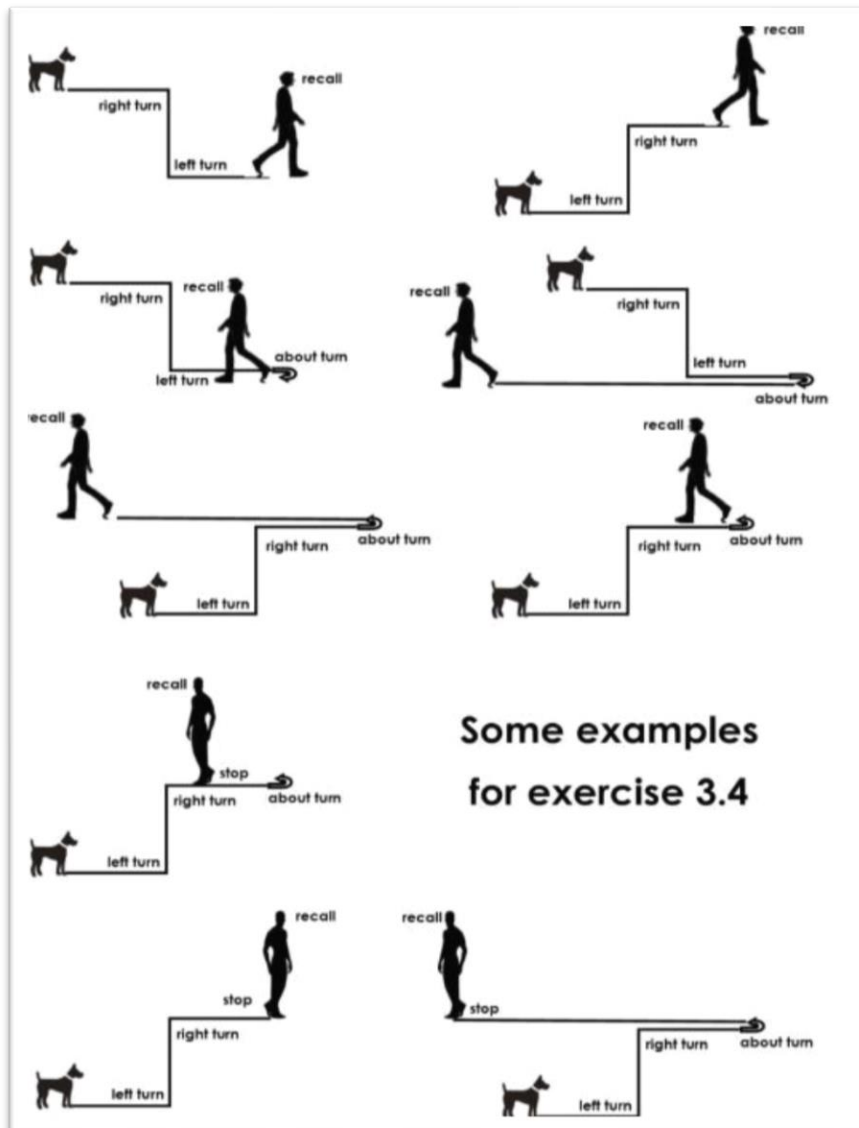 recall
right turn
left turn
recall
right turn
left turn
recall
right turn
about turn
left turn
recall
right turn
left turn
about turn
ecall
right turn
about turn
left turn
recall
right turn
about turn
left turn
recall
stop
right turn
about turn
left turn
Some examples
for exercise 3.4
recall
stop
right turn
left turn
recall
stop
right turn
about turn
left turn